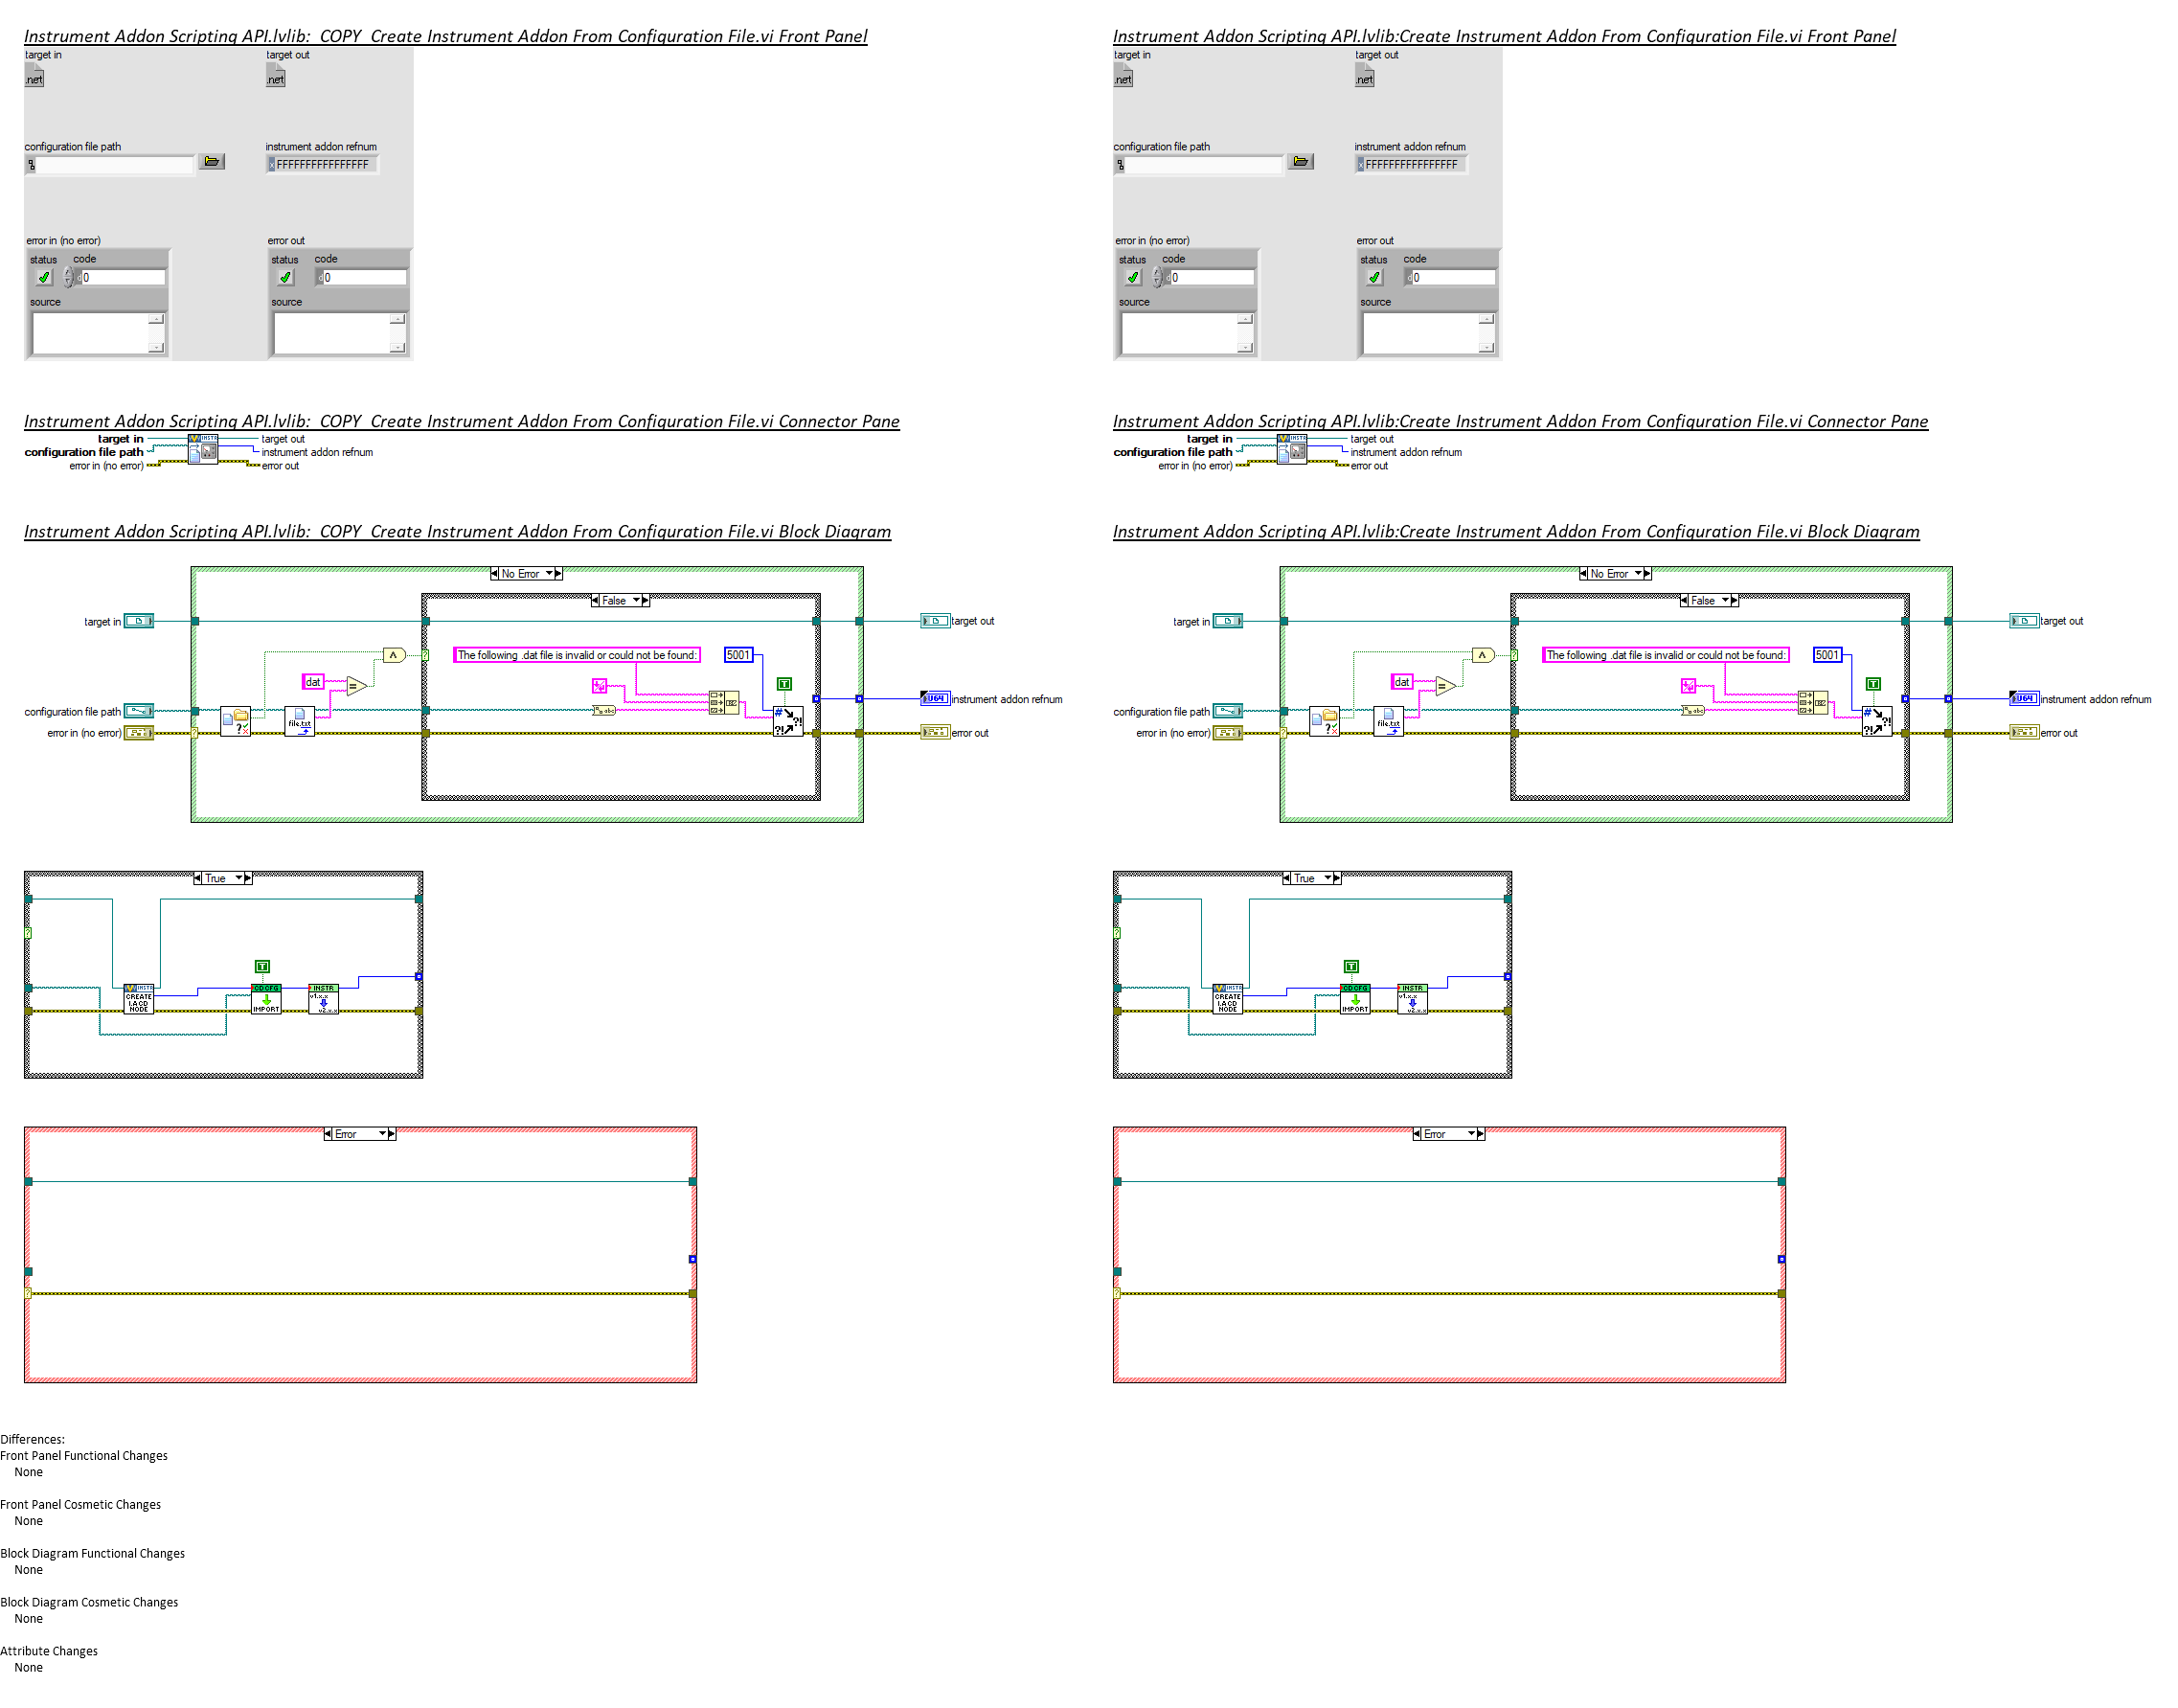 Instrument Addon Scripting API.lvlib:  COPY  Create Instrument Addon From Configuration File.vi Front Panel
target in
target out
.net
.net
configuration file path
instrument addon refnum
x FFFFFFFFFFFFFFFF
error in (no error)
error out
status code
status code
d 0
d 0
source
source
Instrument Addon Scripting API.lvlib:Create Instrument Addon From Configuration File.vi Front Panel
target in
target out
.net
.net
configuration file path
instrument addon refnum
x FFFFFFFFFFFFFFFF
error in (no error)
error out
status code
status code
d 0
d 0
source
source
Instrument Addon Scripting API.lvlib:  COPY  Create Instrument Addon From Configuration File.vi Connector Pane
target in
INSTR
target out
configuration file path
instrument addon refnum
error in (no error)
error out
Instrument Addon Scripting API.lvlib:Create Instrument Addon From Configuration File.vi Connector Pane
target in
INSTR
target out
configuration file path
instrument addon refnum
error in (no error)
error out
Instrument Addon Scripting API.lvlib:  COPY  Create Instrument Addon From Configuration File.vi Block Diagram
No Error
False
target in
target out
The following .dat file is invalid or could not be found:
5001
dat
T
U64
instrument addon refnum
configuration file path
file.txt
abc
error in (no error)
error out
True
T
INSTR
CREATE
I.A CD
NODE
CDCFG
IMPORT
INSTR
v1.x.x
v2.x.x
Error
Instrument Addon Scripting API.lvlib:Create Instrument Addon From Configuration File.vi Block Diagram
No Error
False
target in
target out
The following .dat file is invalid or could not be found:
5001
dat
T
U64
instrument addon refnum
configuration file path
file.txt
abc
error in (no error)
error out
True
T
INSTR
CREATE
I.A CD
NODE
CDCFG
IMPORT
INSTR
v1.x.x
v2.x.x
Error
Differences:
Front Panel Functional Changes
None
Front Panel Cosmetic Changes
None
Block Diagram Functional Changes
None
Block Diagram Cosmetic Changes
None
Attribute Changes
None